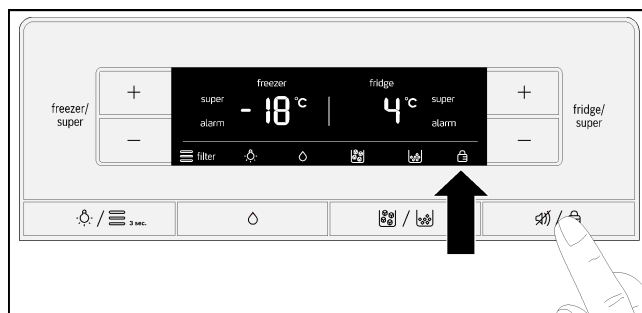 freezer/
super
+
−
freezer fridge
super -18 °C 4 °C super
alarm alarm
filter
+
−
fridge/
super
/ 3 sec.
/
/